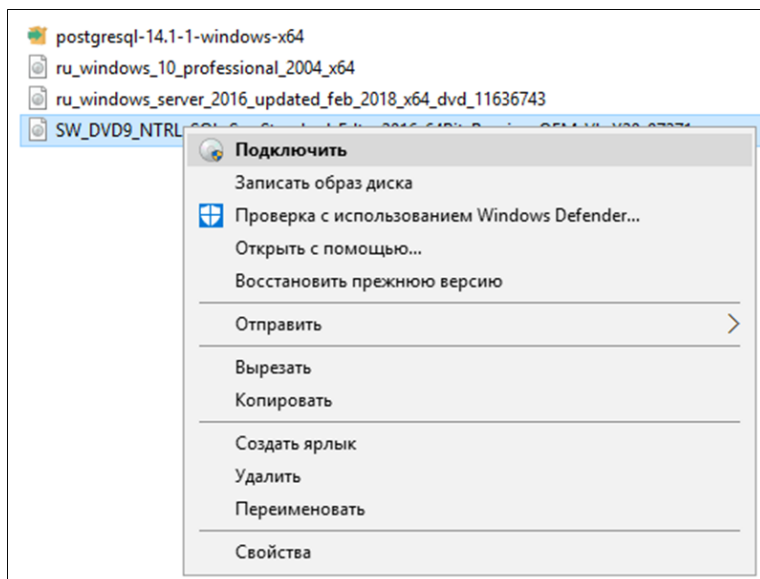 postgresql-14.1-1-windows-x64
ru_windows_10_professional_2004_x64
ru_windows_server_2016_updated_feb_2018_x64_dvd_11636743
SW_DVD9_NTRL
Подключить
Записать образ диска
Проверка с использованием Windows Defender...
Открыть с помощью...
Восстановить прежнюю версию
Отправить
Вырезать
Копировать
Создать ярлык
Удалить
Переименовать
Свойства